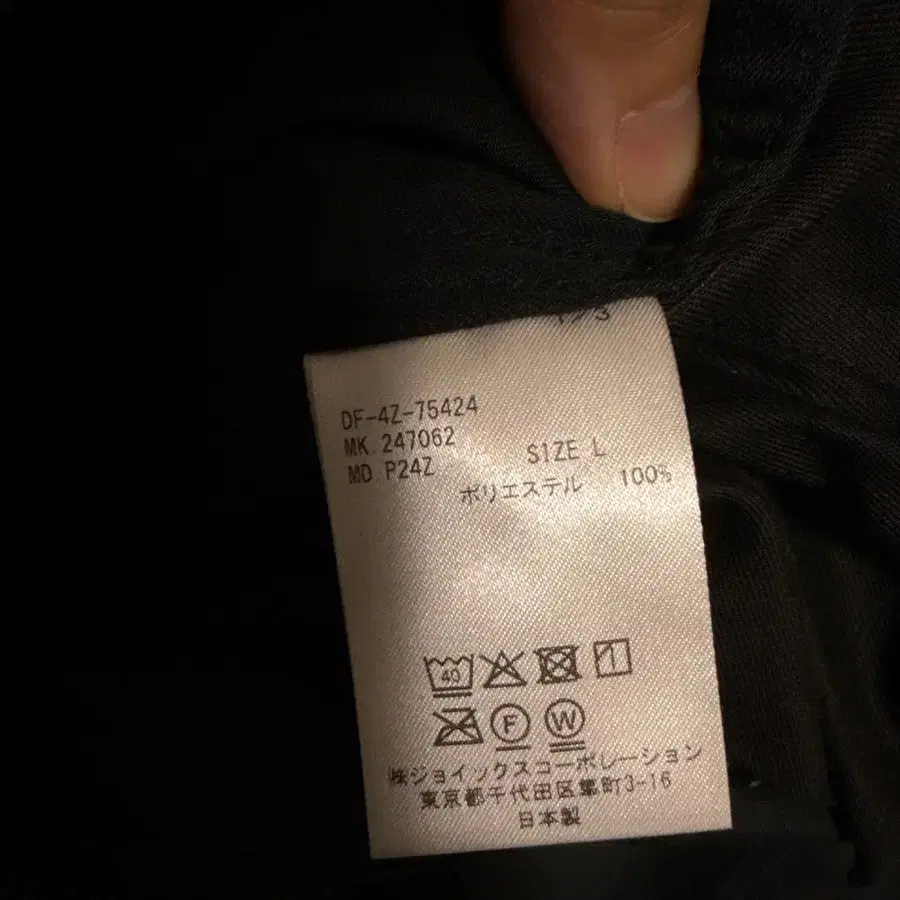 DF-4Z-75424
MK.247062
MD P24Z
SIZE L
ポリエステル 100%
40
F W
㈱ジョイックスコーポレーション
東京都千代田区麹町3-16
日本製